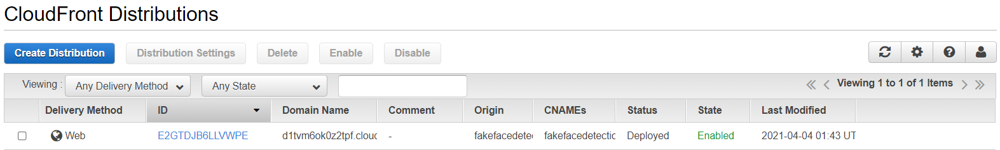 CloudFront Distributions
Create Distribution Distribution Settings Delete Enable Disable
Viewing : Any Delivery Method Any State Viewing 1 to 1 of 1 Items
Delivery Method ID Domain Name Comment Origin CNAMEs Status State Last Modified
Web E2GTDJB6LLVWPE d1tvm6ok0z2tpf.clou - fakefacedete fakefacedetectic Deployed Enabled 2021-04-04 01:43 UT